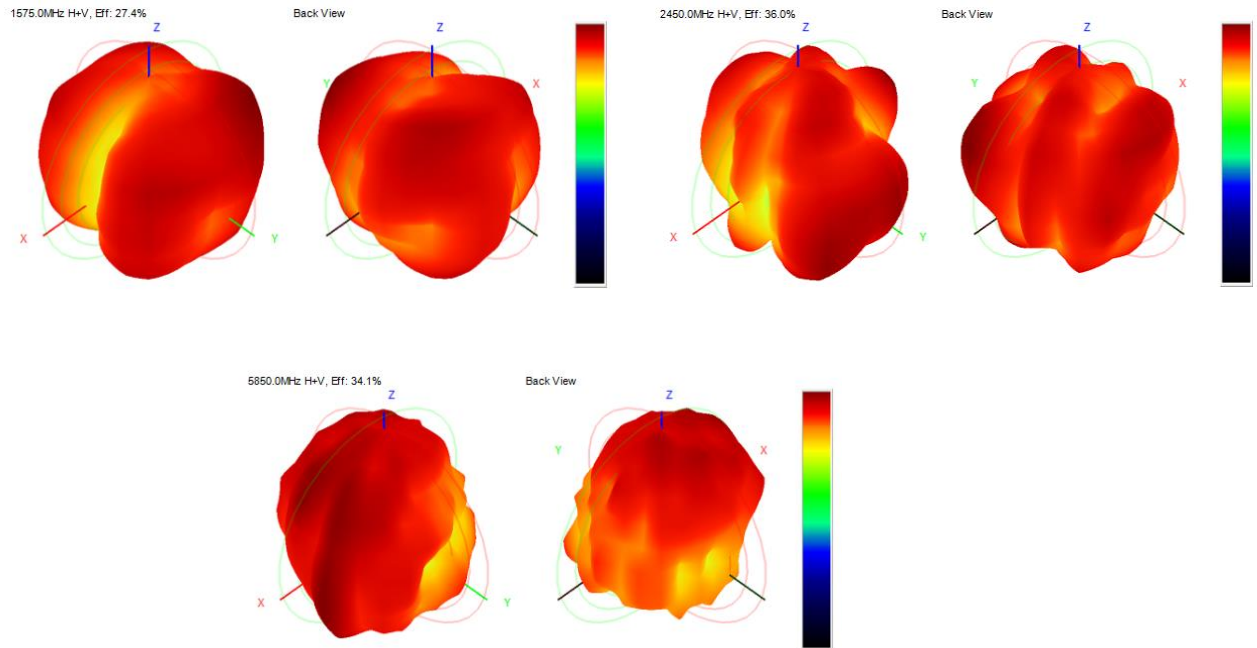 1575.0MHz H+V, Eff: 27.4%
Back View
Z
X
Y
Z
Y
X
2450.0MHz H+V, Eff: 36.0%
Back View
Z
X
Y
Z
Y
X
5850.0MHz H+V, Eff: 34.1%
Back View
Z
X
Y
Z
Y
X